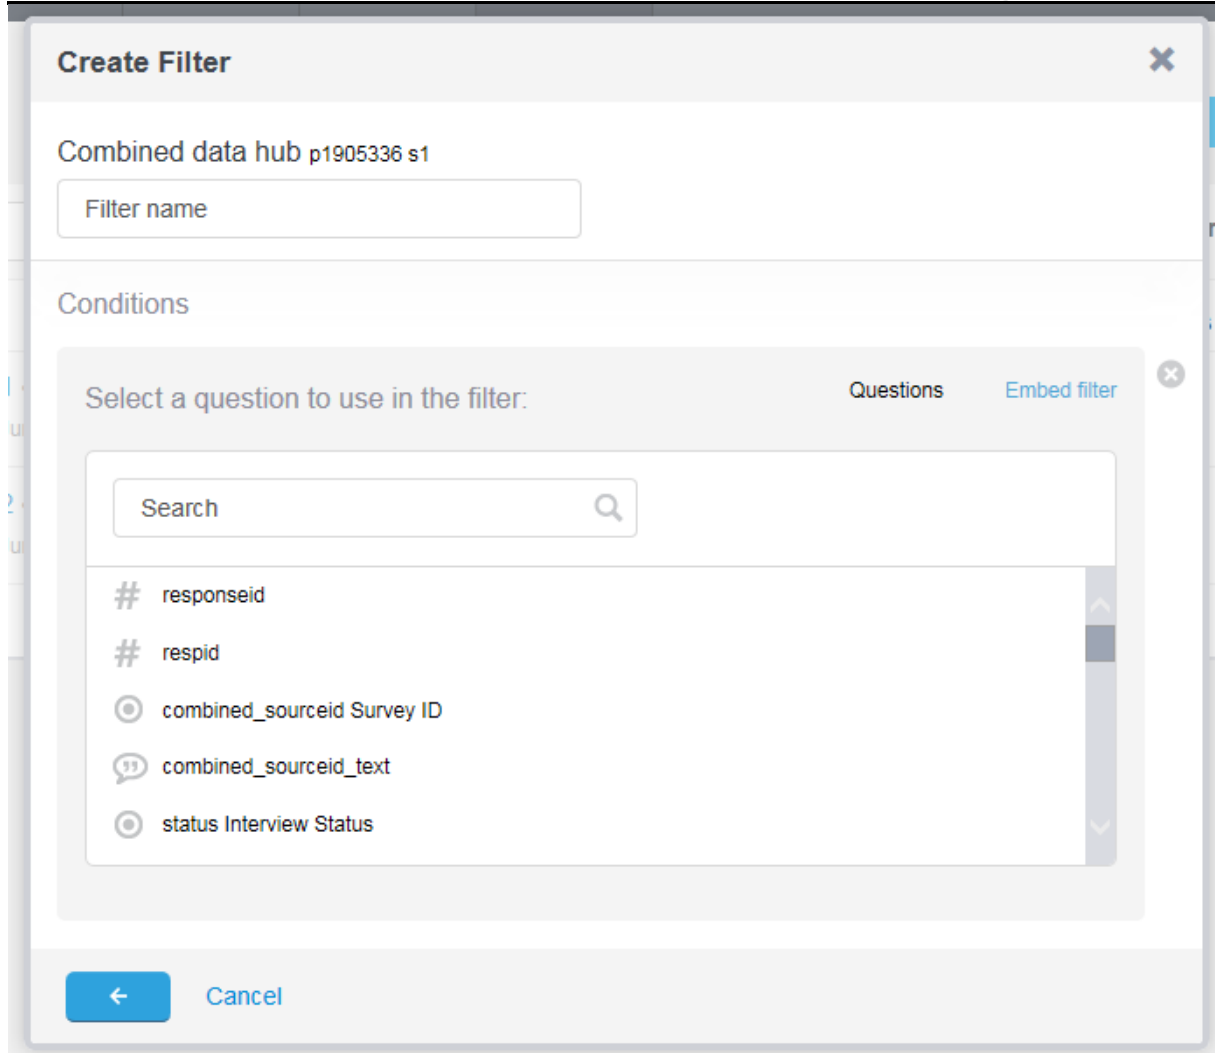 Create Filter
Combined data hub p1905336 s1
Filter name
Conditions
Select a question to use in the filter:
Questions
Embed filter
Search
responseid
respid
combined_sourceid Survey ID
combined_sourceid_text
status Interview Status
Cancel